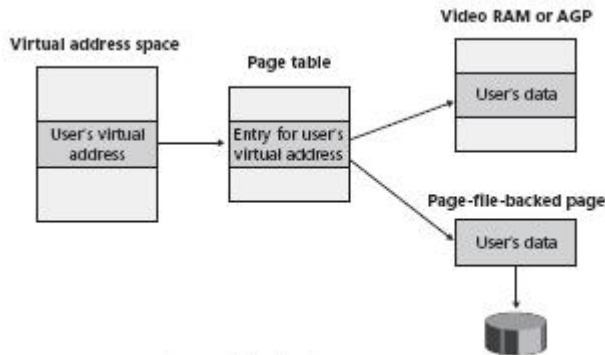 Video RAM or AGP
Virtual address space
Page table
User's data
User's virtual
address
Entry for user's
virtual address
Page-file-backed page
User's data